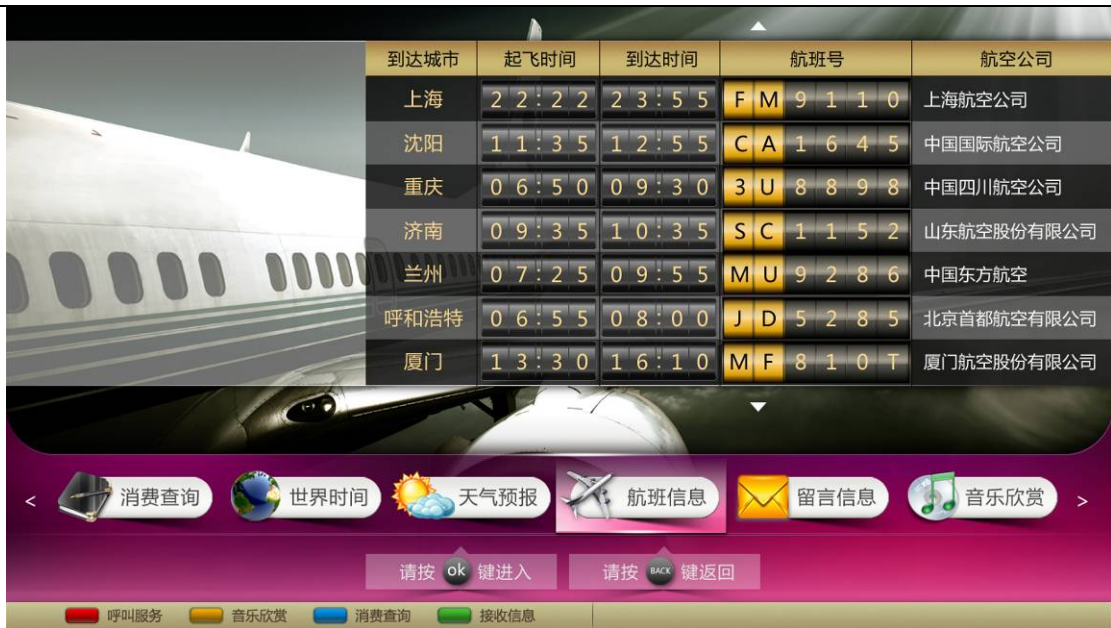 到达城市 起飞时间 到达时间 航班号 航空公司
上海 22:22 23:55 FM9110 上海航空公司
沈阳 11:35 12:55 CA1645 中国国际航空公司
重庆 06:50 09:30 3U8898 中国四川航空公司
济南 09:35 10:35 SC1152 山东航空股份有限公司
兰州 07:25 09:55 MU9286 中国东方航空
呼和浩特 06:55 08:00 JD5285 北京首都航空有限公司
厦门 13:30 16:10 MF810T 厦门航空股份有限公司
< 消费查询 世界时间 天气预报 航班信息 留言信息 音乐欣赏 >
请按 ok 键进入 请按 BACK 键返回
呼叫服务 音乐欣赏 消费查询 接收信息